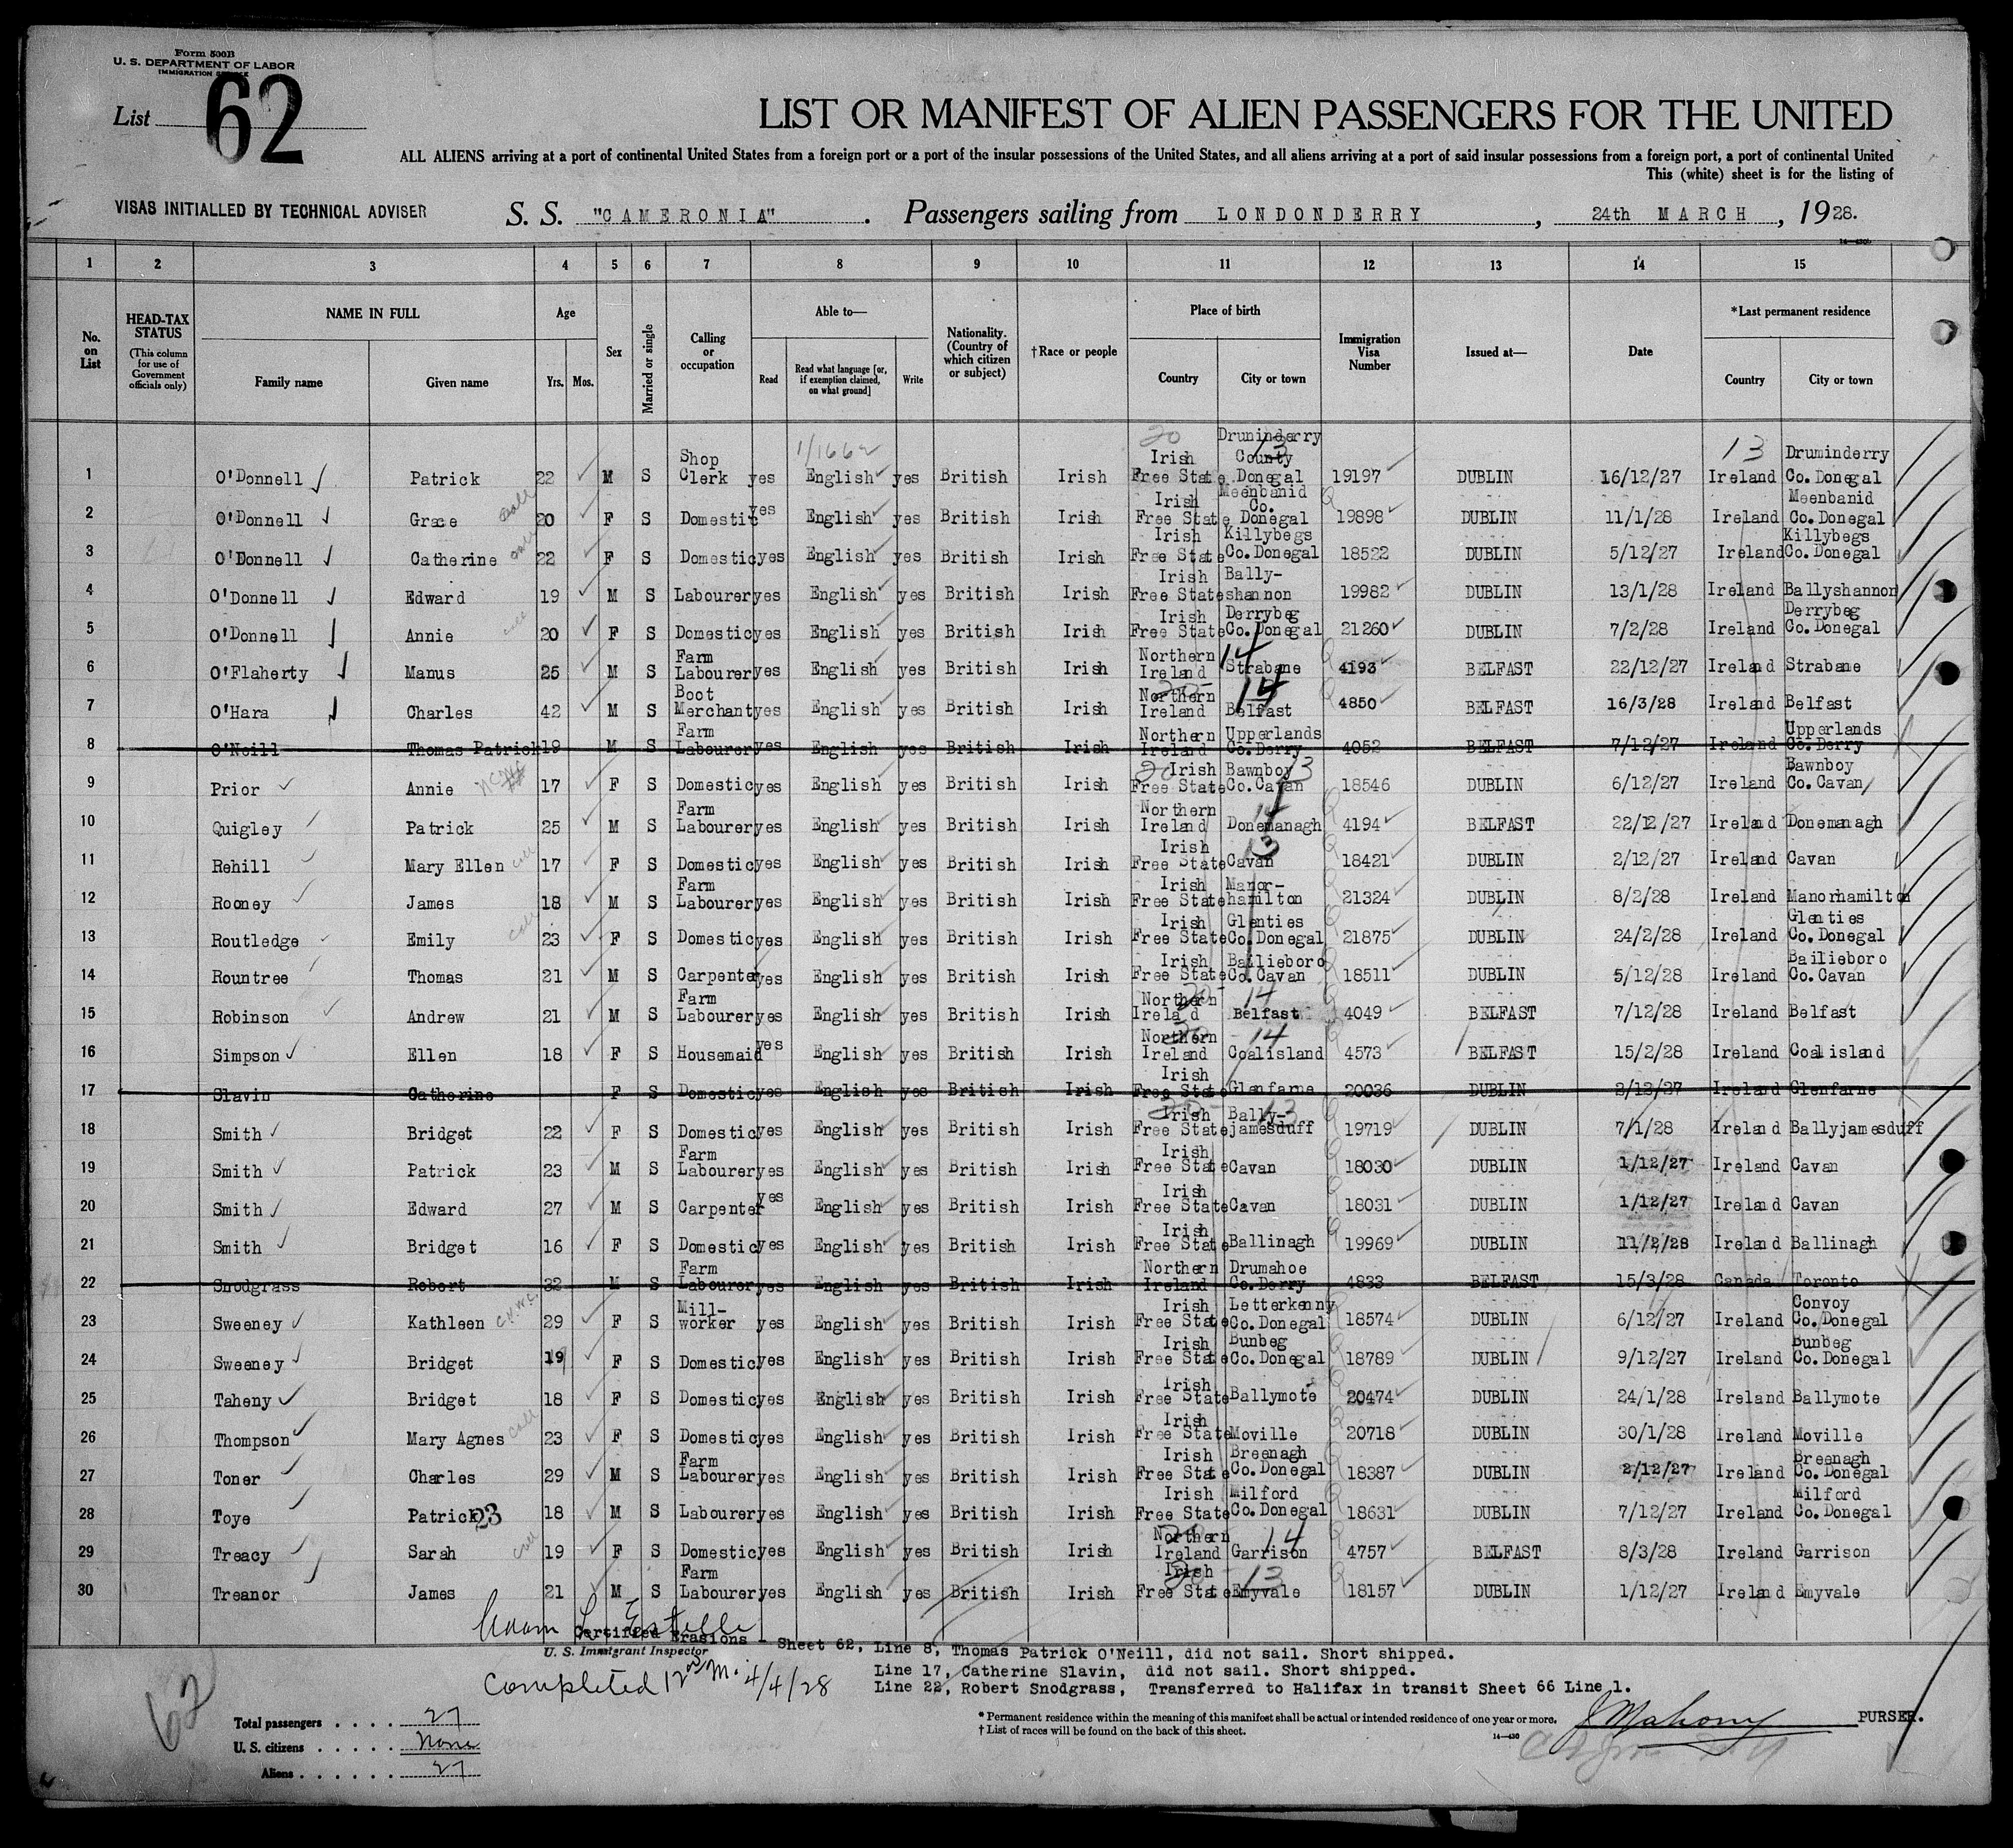 Form 500B
U. S. DEPARTMENT OF LABOR
IMMIGRATION SERVICE
List 62
LIST OR MANIFEST OF ALIEN PASSENGERS FOR THE UNITED
ALL ALIENS arriving at a port of continental United States from a foreign port or a port of the insular possessions of the United States, and all aliens arriving at a port of said insular possessions from a foreign port, a port of continental United
This (white) sheet is for the listing of
VISAS INITIALLED BY TECHNICAL ADVISER S. S. "CAMERONIA". Passengers sailing from LONDONDERRY, 24th MARCH, 1928.
1 2 3 4 5 6 7 8 9 10 11 12 13 14 15
No. on List HEAD-TAX STATUS (This column for use of Government officials only) NAME IN FULL Family name Given name Age Yrs. Mos. Sex Married or single Calling or occupation Able to— Read Read what language [or, if exemption claimed, on what ground] Write Nationality. (Country of which citizen or subject) †Race or people Place of birth Country City or town Immigration Visa Number Issued at— Date *Last permanent residence Country City or town
1 O'Donnell Patrick 22 M S Shop Clerk yes English yes British Irish Irish Free State Druminderry County Donegal 19197 DUBLIN 16/12/27 Ireland Druminderry Co. Donegal
2 O'Donnell Grace 20 F S Domestic yes English yes British Irish Irish Free State Meenbanid Co. Donegal 19898 DUBLIN 11/1/28 Ireland Meenbanid Co. Donegal
3 O'Donnell Catherine 22 F S Domestic yes English yes British Irish Irish Free State Killybegs Co. Donegal 18522 DUBLIN 5/12/27 Ireland Killybegs Co. Donegal
4 O'Donnell Edward 19 M S Labourer yes English yes British Irish Irish Free State Bally-shannon 19982 DUBLIN 13/1/28 Ireland Ballyshannon
5 O'Donnell Annie 20 F S Domestic yes English yes British Irish Irish Free State Derrybeg Co. Donegal 21260 DUBLIN 7/2/28 Ireland Derrybeg Co. Donegal
6 O'Flaherty Manus 25 M S Farm Labourer yes English yes British Irish Northern Ireland Strabane 4193 BELFAST 22/12/27 Ireland Strabane
7 O'Hara Charles 42 M S Boot Merchant yes English yes British Irish Northern Ireland Belfast 4850 BELFAST 16/3/28 Ireland Belfast
8 O'Neill Thomas Patrick 19 M S Farm Labourer yes English yes British Irish Northern Ireland Upperlands Co. Derry 4052 BELFAST 7/12/27 Ireland Upperlands Co. Derry
9 Prior Annie 17 F S Domestic yes English yes British Irish Irish Free State Bawnboy Co. Cavan 18546 DUBLIN 6/12/27 Ireland Bawnboy Co. Cavan
10 Quigley Patrick 25 M S Farm Labourer yes English yes British Irish Northern Ireland Donemanagh 4194 BELFAST 22/12/27 Ireland Donemanagh
11 Rehill Mary Ellen 17 F S Domestic yes English yes British Irish Irish Free State Cavan 18421 DUBLIN 2/12/27 Ireland Cavan
12 Rooney James 18 M S Farm Labourer yes English yes British Irish Irish Free State Manor-hamilton 21324 DUBLIN 8/2/28 Ireland Manorhamilton
13 Routledge Emily 23 F S Domestic yes English yes British Irish Irish Free State Glenties Co. Donegal 21875 DUBLIN 24/2/28 Ireland Glenties Co. Donegal
14 Rountree Thomas 21 M S Carpenter yes English yes British Irish Irish Free State Bailieboro Co. Cavan 18511 DUBLIN 5/12/28 Ireland Bailieboro Co. Cavan
15 Robinson Andrew 21 M S Farm Labourer yes English yes British Irish Northern Irela d Belfast 4049 BELFAST 7/12/28 Ireland Belfast
16 Simpson Ellen 18 F S Housemaid yes English yes British Irish Northern Ireland Coalisland 4573 BELFAST 15/2/28 Ireland Coalisland
17 Slavin Catherine F S Domestic yes English yes British Irish Irish Free State Glenfarne 20036 DUBLIN 2/12/27 Ireland Glenfarne
18 Smith Bridget 22 F S Domestic yes English yes British Irish Irish Free State Bally-jamesduff 19719 DUBLIN 7/1/28 Ireland Ballyjamesduff
19 Smith Patrick 23 M S Farm Labourer yes English yes British Irish Irish Free State Cavan 18030 DUBLIN 1/12/27 Ireland Cavan
20 Smith Edward 27 M S Carpenter yes English yes British Irish Irish Free State Cavan 18031 DUBLIN 1/12/27 Ireland Cavan
21 Smith Bridget 16 F S Domestic yes English yes British Irish Irish Free State Ballinagh 19969 DUBLIN 11/2/28 Ireland Ballinagh
22 Snodgrass Robert 32 M S Farm Labourer yes English yes British Irish Northern Ireland Drumahoe Co. Derry 4833 BELFAST 15/3/28 Canada Toronto
23 Sweeney Kathleen 29 F S Mill-worker yes English yes British Irish Irish Free State Letterkenny Co. Donegal 18574 DUBLIN 6/12/27 Ireland Convoy Co. Donegal
24 Sweeney Bridget 19 F S Domestic yes English yes British Irish Irish Free State Bunbeg Co. Donegal 18789 DUBLIN 9/12/27 Ireland Bunbeg Co. Donegal
25 Taheny Bridget 18 F S Domestic yes English yes British Irish Irish Free State Ballymote 20474 DUBLIN 24/1/28 Ireland Ballymote
26 Thompson Mary Agnes 23 F S Domestic yes English yes British Irish Irish Free State Moville 20718 DUBLIN 30/1/28 Ireland Moville
27 Toner Charles 29 M S Farm Labourer yes English yes British Irish Irish Free State Breenagh Co. Donegal 18387 DUBLIN 2/12/27 Ireland Breenagh Co. Donegal
28 Toye Patrick 23 18 M S Labourer yes English yes British Irish Irish Free State Milford Co. Donegal 18631 DUBLIN 7/12/27 Ireland Milford Co. Donegal
29 Treacy Sarah 19 F S Domestic yes English yes British Irish Northern Ireland Garrison 4757 BELFAST 8/3/28 Ireland Garrison
30 Treanor James 21 M S Farm Labourer yes English yes British Irish Irish Free State Emyvale 18157 DUBLIN 1/12/27 Ireland Emyvale
Certified Erasions - Sheet 62, Line 8, Thomas Patrick O'Neill, did not sail. Short shipped.
U. S. Immigrant Inspector
Line 17, Catherine Slavin, did not sail. Short shipped.
Completed 12 M. 4/4/28
Line 22, Robert Snodgrass, Transferred to Halifax in transit Sheet 66 Line 1.
62
Total passengers . . . . 27
U. S. citizens . . . . . None
Aliens . . . . . . 27
* Permanent residence within the meaning of this manifest shall be actual or intended residence of one year or more.
† List of races will be found on the back of this sheet.
14—430
J Mahony PURSER.